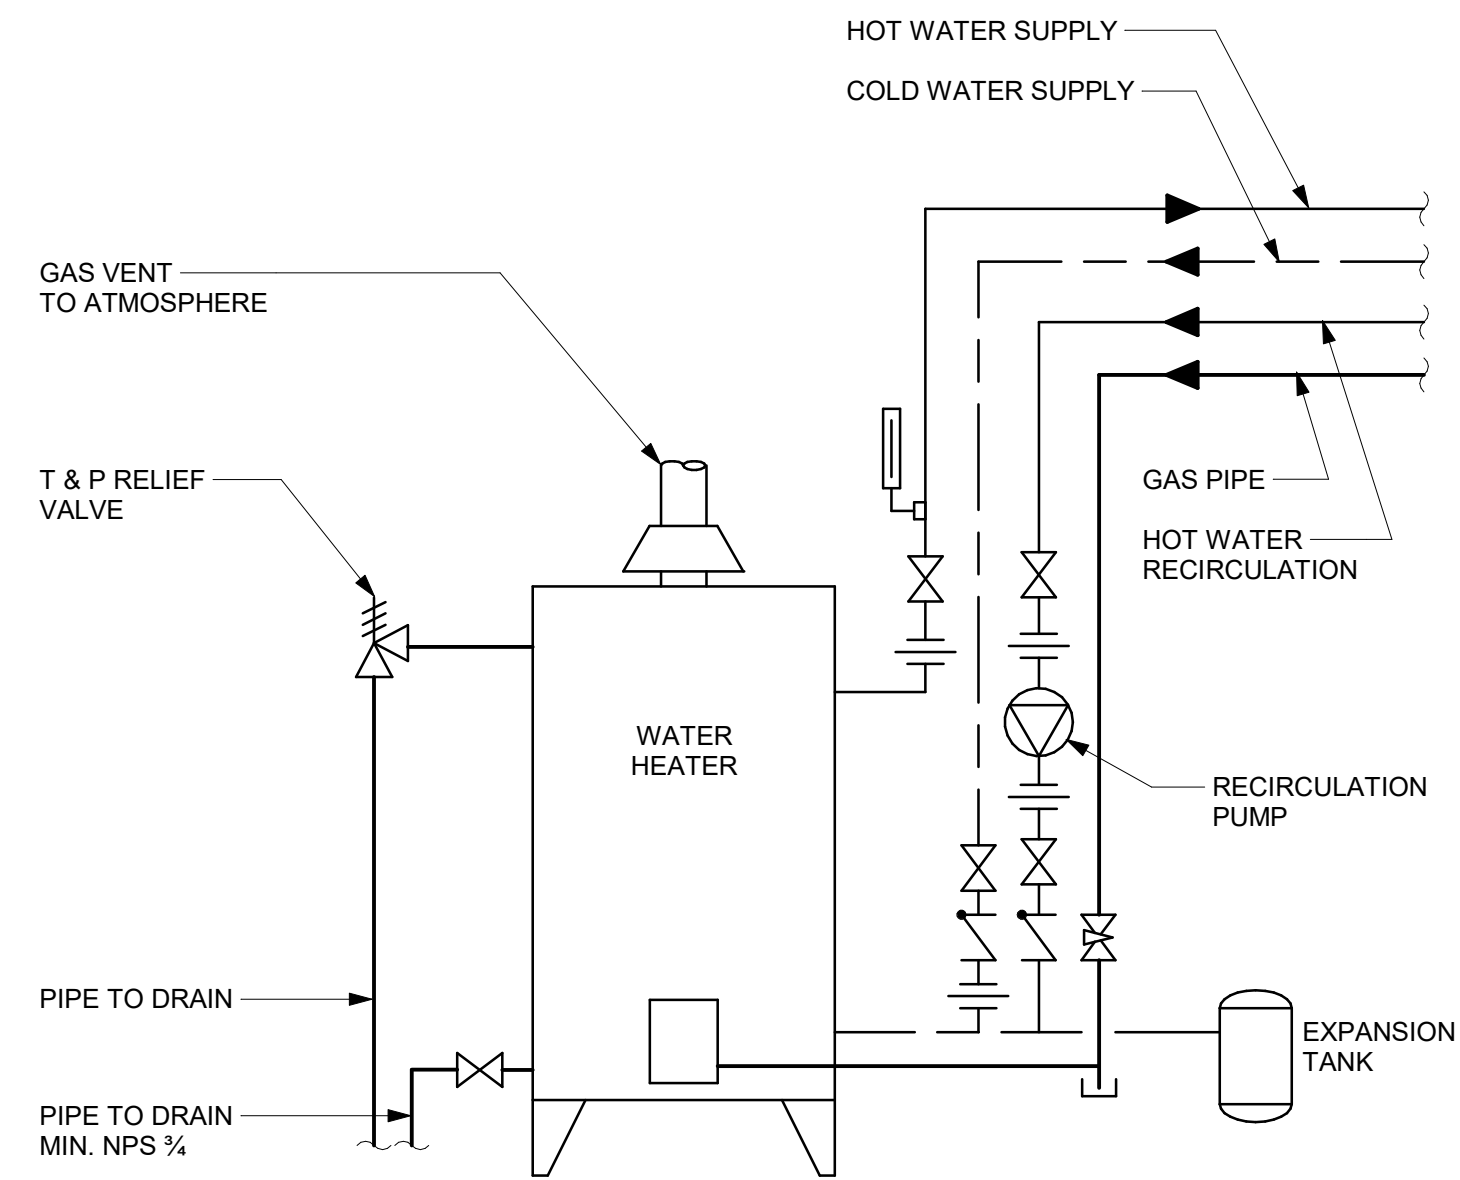 HOT WATER SUPPLY
COLD WATER SUPPLY
GAS VENT
TO ATMOSPHERE
T & P RELIEF
VALVE
GAS PIPE
HOT WATER
RECIRCULATION
WATER
HEATER
RECIRCULATION
PUMP
PIPE TO DRAIN
EXPANSION
TANK
PIPE TO DRAIN
MIN. NPS ¾